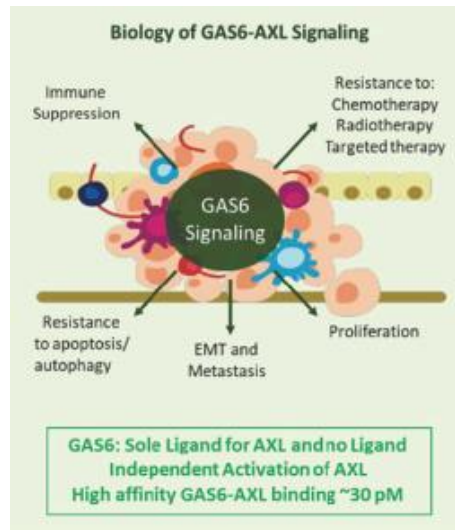 Biology of GAS6-AXL Signaling
Immune
Suppression
Resistance to:
Chemotherapy
Radiotherapy
Targeted therapy
GAS6
Signaling
Resistance
to apoptosis/
autophagy
EMT and
Metastasis
Proliferation
GAS6: Sole Ligand for AXL and no Ligand
Independent Activation of AXL
High affinity GAS6-AXL binding ~30 pM